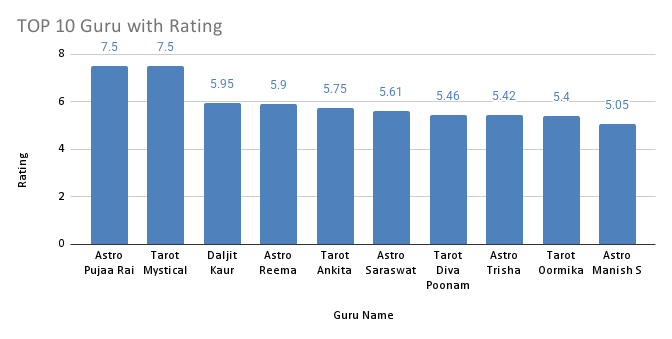 TOP 10 Guru with Rating
8
7.5
7.5
5.95
5.9
5.75
5.61
5.46
5.42
5.4
5.05
6
4
2
0
Rating
Astro
Pujaa Rai
Tarot
Mystical
Daljit
Kaur
Astro
Reema
Tarot
Ankita
Astro
Saraswat
Tarot
Diva
Poonam
Astro
Trisha
Tarot
Oormika
Astro
Manish S
Guru Name